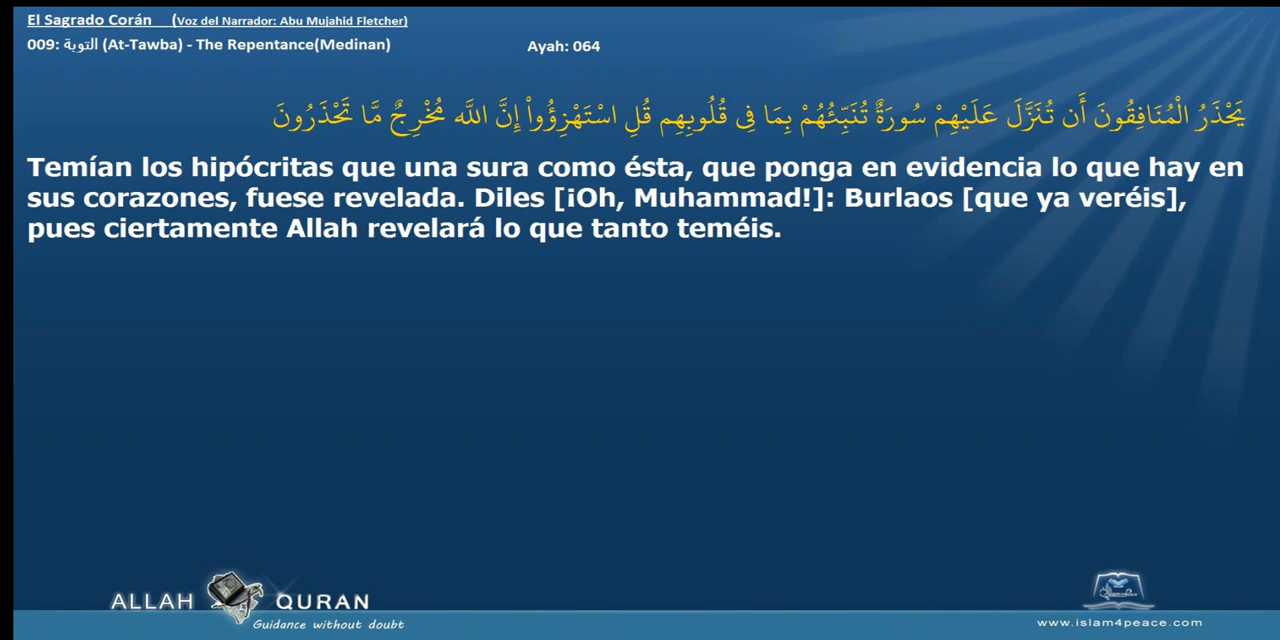 El Sagrado Corán (Voz del Narrador: Abu Mujahid Fletcher)
009: التوبة (At-Tawba) - The Repentance(Medinan) Ayah: 064
يَحْذَرُ الْمُنَافِقُونَ أَن تُنَزَّلَ عَلَيْهِمْ سُورَةٌ تُنَبِّئُهُمْ بِمَا فِي قُلُوبِهِم قُلِ اسْتَهْزِؤُواْ إِنَّ اللّه مُخْرِجٌ مَّا تَحْذَرُونَ
Temían los hipócritas que una sura como ésta, que ponga en evidencia lo que hay en
sus corazones, fuese revelada. Diles [¡Oh, Muhammad!]: Burlaos [que ya veréis],
pues ciertamente Allah revelará lo que tanto teméis.
ALLAH QURAN
Guidance without doubt
www.islam4peace.com